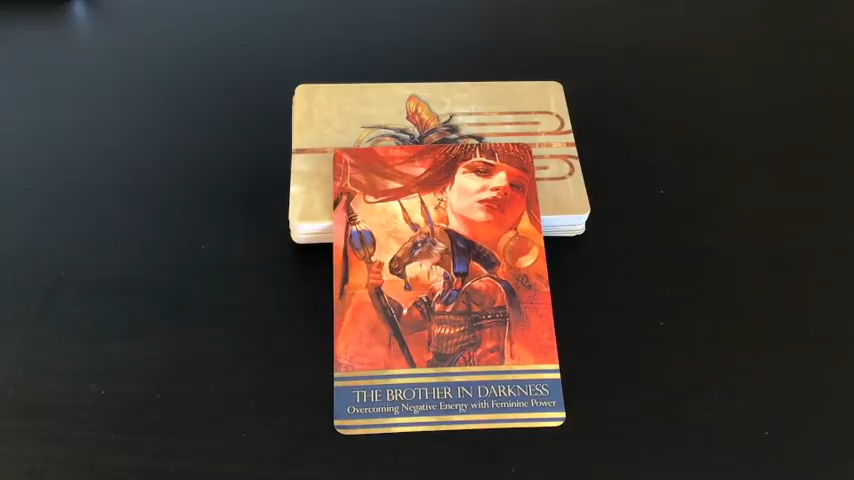 THE BROTHER IN DARKNESS
Overcoming Negative Energy with Feminine Power